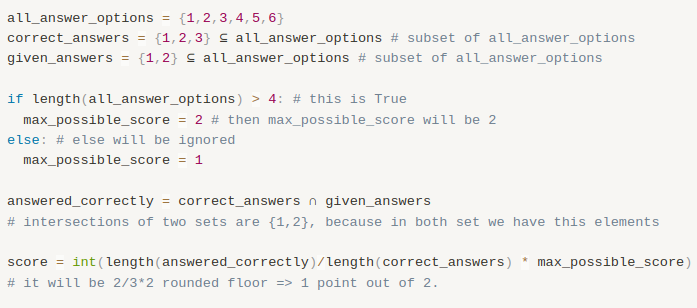 all_answer_options = {1,2,3,4,5,6}
correct_answers = {1,2,3} ⊆ all_answer_options # subset of all_answer_options
given_answers = {1,2} ⊆ all_answer_options # subset of all_answer_options
if length(all_answer_options) > 4: # this is True
  max_possible_score = 2 # then max_possible_score will be 2
else: # else will be ignored
  max_possible_score = 1
answered_correctly = correct_answers ∩ given_answers
# intersections of two sets are {1,2}, because in both set we have this elements
score = int(length(answered_correctly)/length(correct_answers) * max_possible_score)
# it will be 2/3*2 rounded floor => 1 point out of 2.